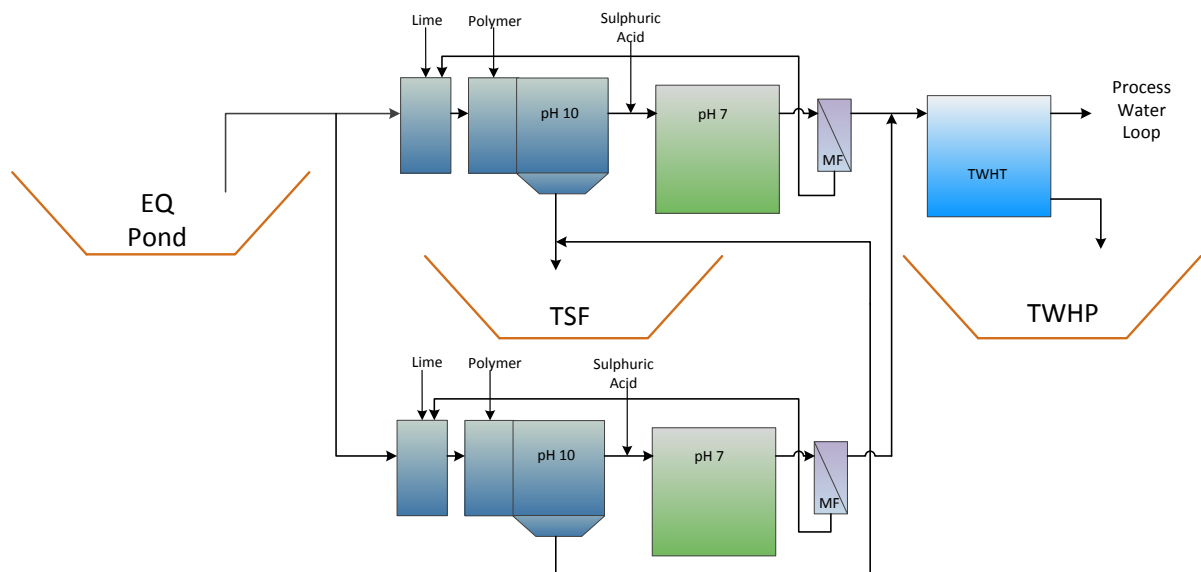 Lime
Polymer
Sulphuric
Acid
pH 10
pH 7
MF
TWHT
Process
Water
Loop
EQ
Pond
TSF
TWHP
Lime
Polymer
Sulphuric
Acid
pH 10
pH 7
MF